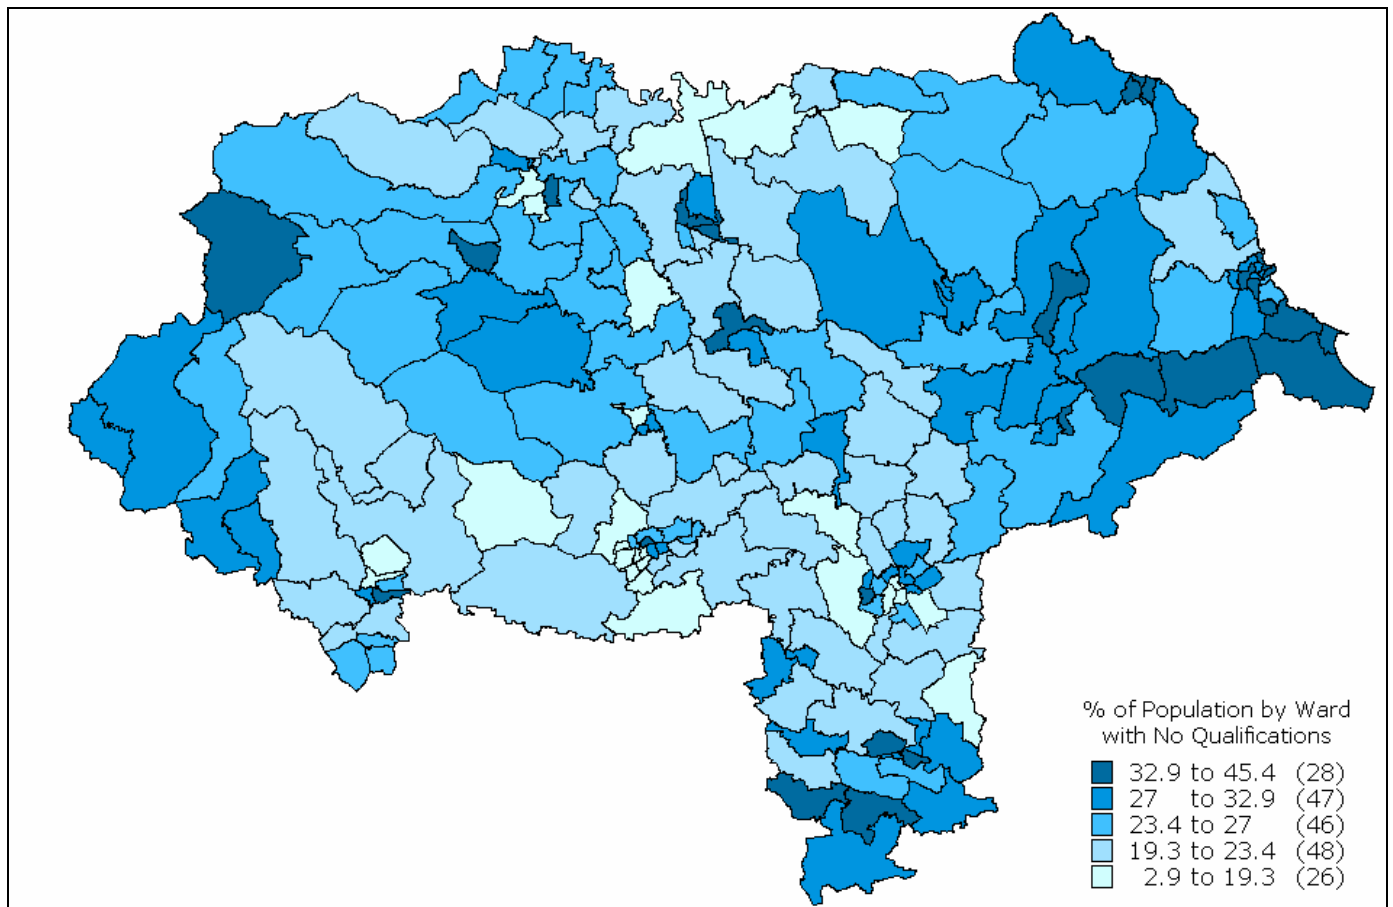 % of Population by Ward
with No Qualifications
32.9 to 45.4 (28)
27 to 32.9 (47)
23.4 to 27 (46)
19.3 to 23.4 (48)
2.9 to 19.3 (26)